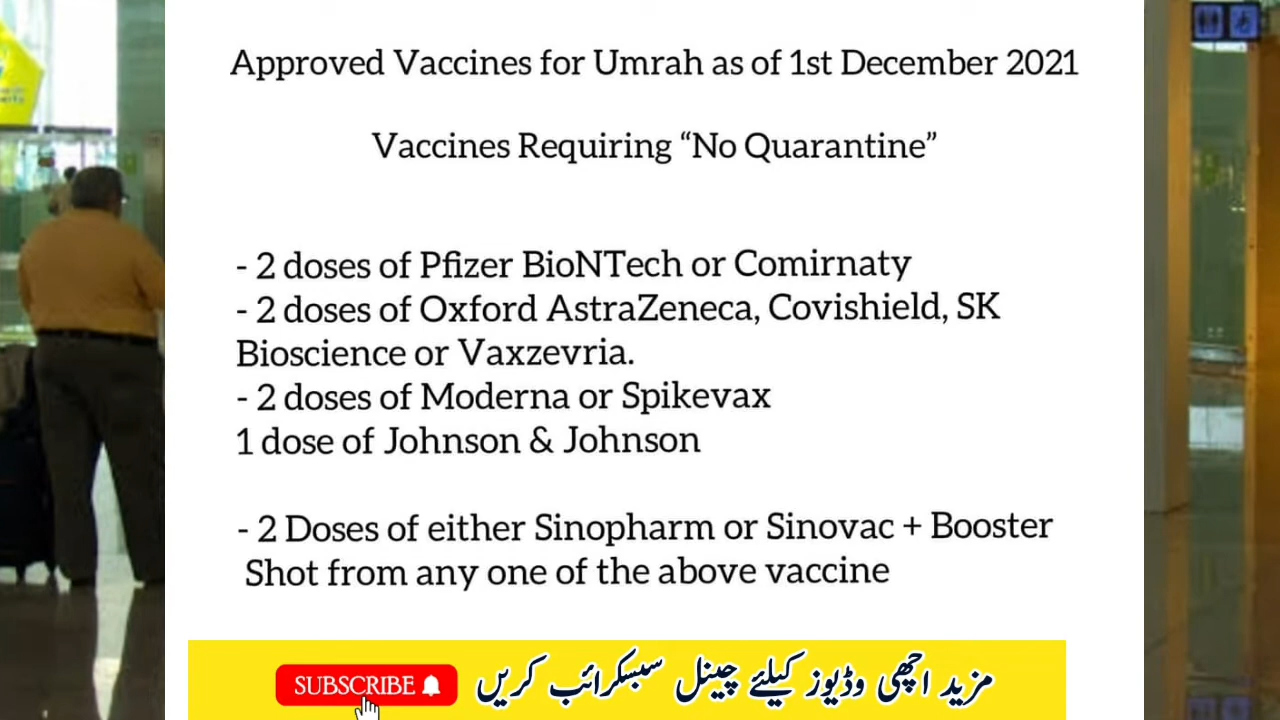 Approved Vaccines for Umrah as of 1st December 2021
Vaccines Requiring “No Quarantine”
- 2 doses of Pfizer BioNTech or Comirnaty
- 2 doses of Oxford AstraZeneca, Covishield, SK
Bioscience or Vaxzevria.
- 2 doses of Moderna or Spikevax
1 dose of Johnson & Johnson
- 2 Doses of either Sinopharm or Sinovac + Booster
Shot from any one of the above vaccine
مزید اچھی وڈیوز کیلئے چینل سبسکرائب کریں
SUBSCRIBE